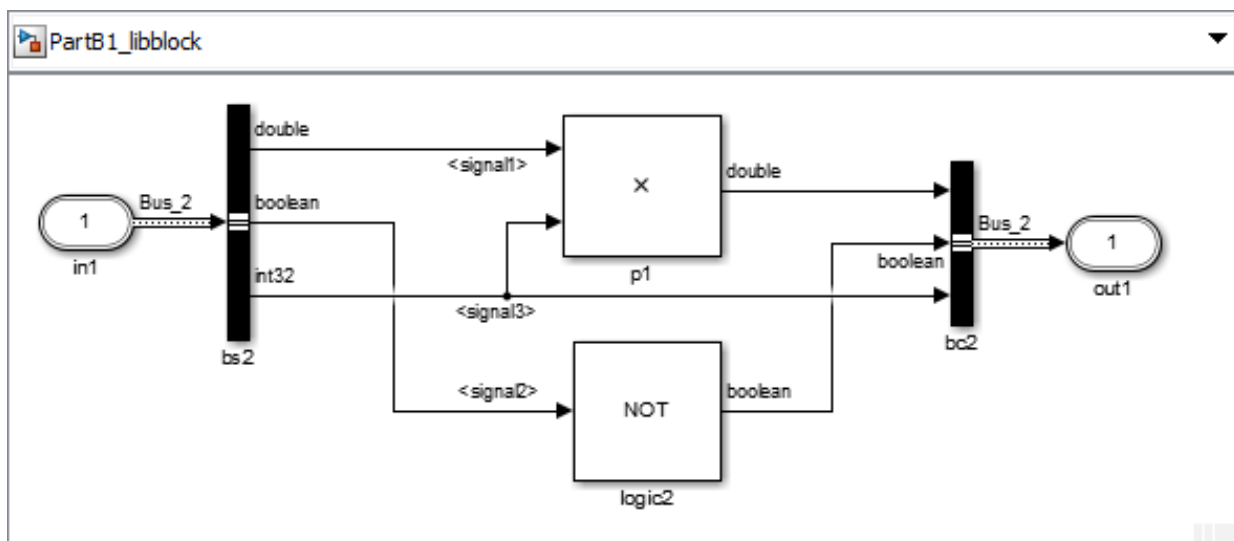 PartB1_libblock
double
<signal1>
×
double
Bus_2
boolean
Bus_2
1
1
in1
boolean
int32
p1
out1
<signal3>
bs2
bc2
<signal2>
NOT
boolean
logic2